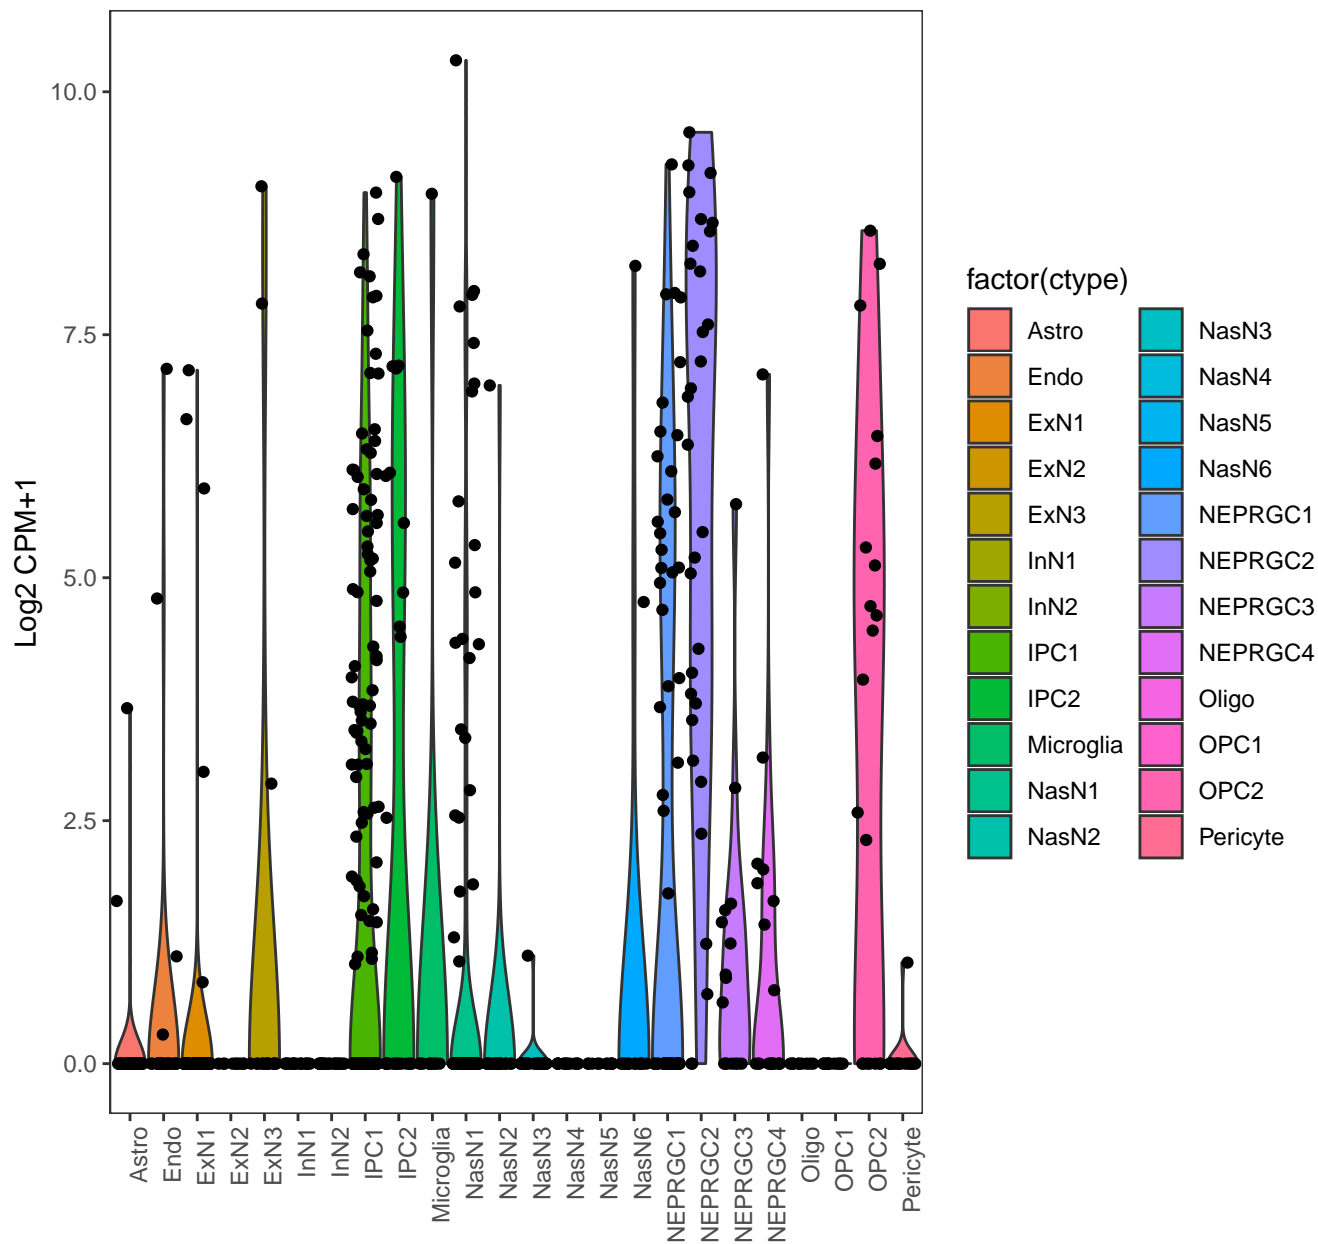 10.0
7.5
5.0
2.5
0.0
Log2 CPM+1
Astro
Endo
ExN1
ExN2
ExN3
InN1
InN2
IPC1
IPC2
Microglia
NasN1
NasN2
NasN3
NasN4
NasN5
NasN6
NEPRGC1
NEPRGC2
NEPRGC3
NEPRGC4
Oligo
OPC1
OPC2
Pericyte
factor(ctype)
Astro
Endo
ExN1
ExN2
ExN3
InN1
InN2
IPC1
IPC2
Microglia
NasN1
NasN2
NasN3
NasN4
NasN5
NasN6
NEPRGC1
NEPRGC2
NEPRGC3
NEPRGC4
Oligo
OPC1
OPC2
Pericyte